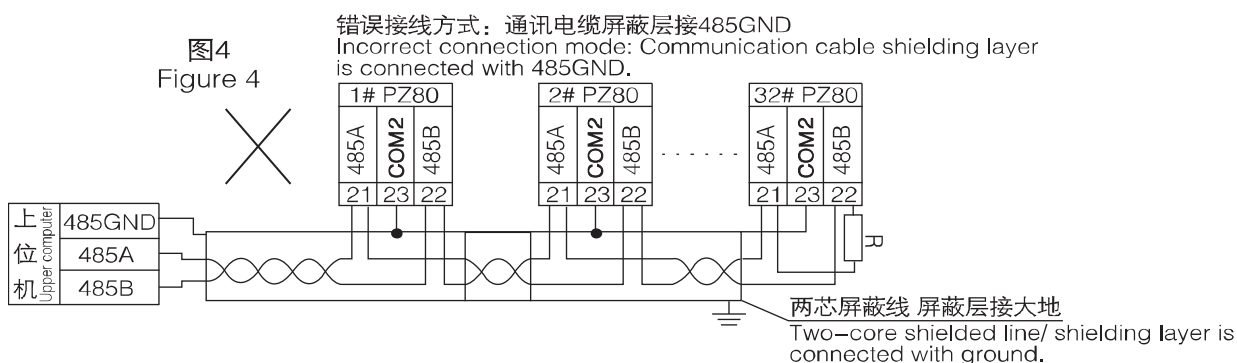 错误接线方式：通讯电缆屏蔽层接485GND
Incorrect connection mode: Communication cable shielding layer
is connected with 485GND.
图4
Figure 4
1# PZ80
485A
COM2
485B
21 23 22
2# PZ80
485A
COM2
485B
21 23 22
32# PZ80
485A
COM2
485B
21 23 22
上位机
Upper computer
485GND
485A
485B
R
两芯屏蔽线 屏蔽层接大地
Two-core shielded line/ shielding layer is
connected with ground.